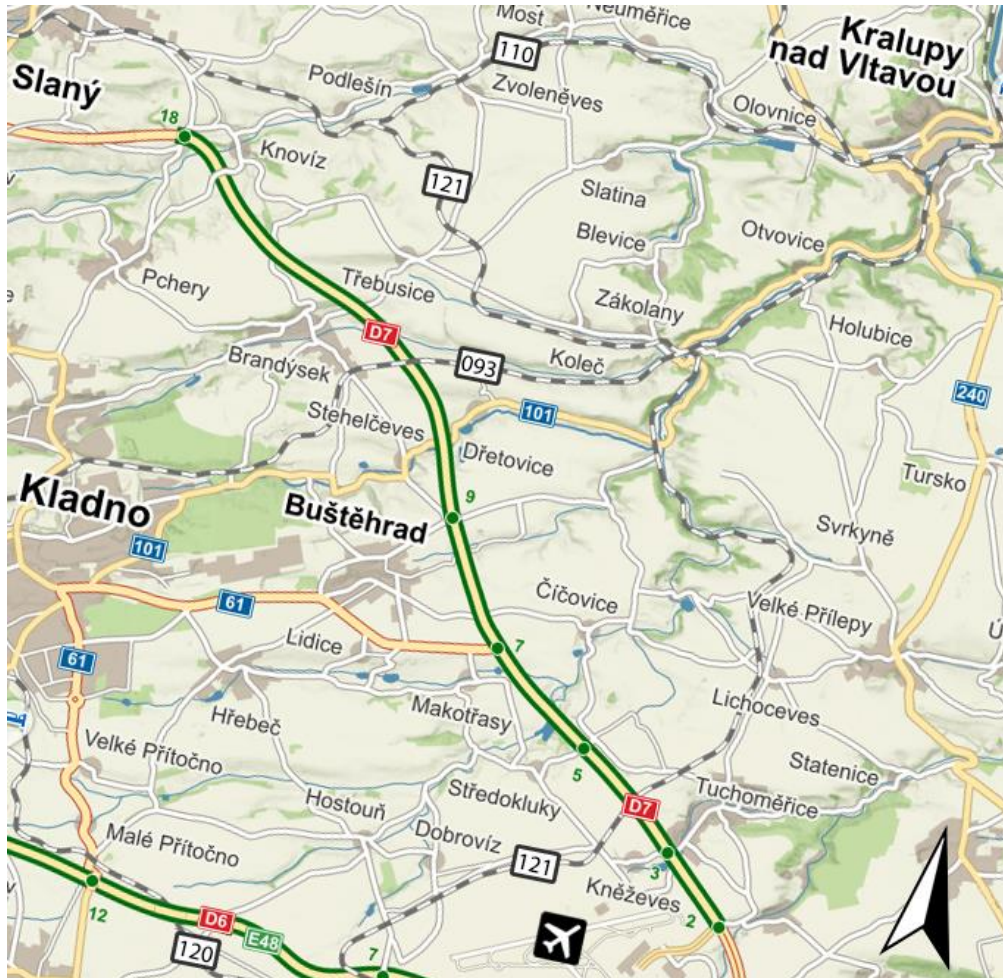 Most
Neuměřice
Kralupy
nad Vltavou
110
Slaný
Podlešín
Zvoleněves
Olovnice
18
Knovíz
121
Slatina
Blevice
Otvovice
Pchery
Třebusice
Zákolany
Holubice
D7
Brandýsek
093
Koleč
240
101
Stehelčeves
Dřetovice
Tursko
Kladno
9
Buštěhrad
Svrkyně
101
61
Číčovice
Velké Přílepy
Lidice
7
61
Makotřasy
Lichoceves
Hřebeč
Velké Přítočno
5
Statenice
Středokluky
D7
Tuchoměřice
Hostouň
Dobrovíz
Malé Přítočno
121
3
Kněževes
12
D6
E48
2
120
7